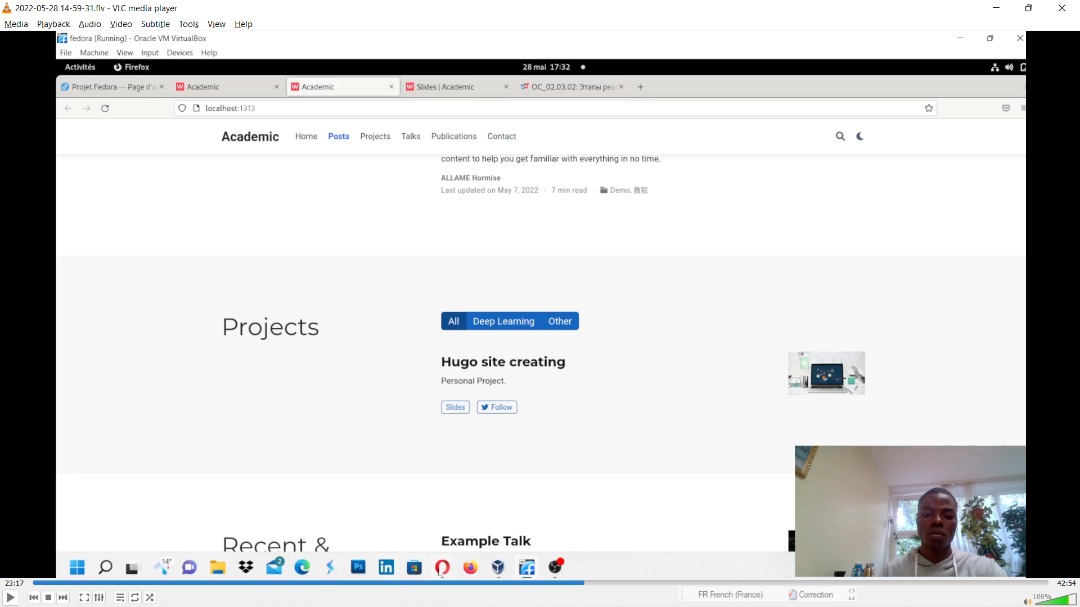 2022-05-28 14-59-31.flv - VLC media player
Media Playback Audio Video Subtitle Tools View Help
fedora [Running] - Oracle VM VirtualBox
File Machine View Input Devices Help
Activités Firefox 28 mai 17:32
Projet Fedora — Page d'a Academic Academic Slides | Academic OC_02.03.02: Этапы реа
localhost:1313
Academic Home Posts Projects Talks Publications Contact
content to help you get familiar with everything in no time.
ALLAME Hormise
Last updated on May 7, 2022 · 7 min read · Demo, 教程
Projects
All Deep Learning Other
Hugo site creating
Personal Project.
Slides Follow
Recent &
Example Talk
14°
23:17 42:54
FR French (France) Correction
100%